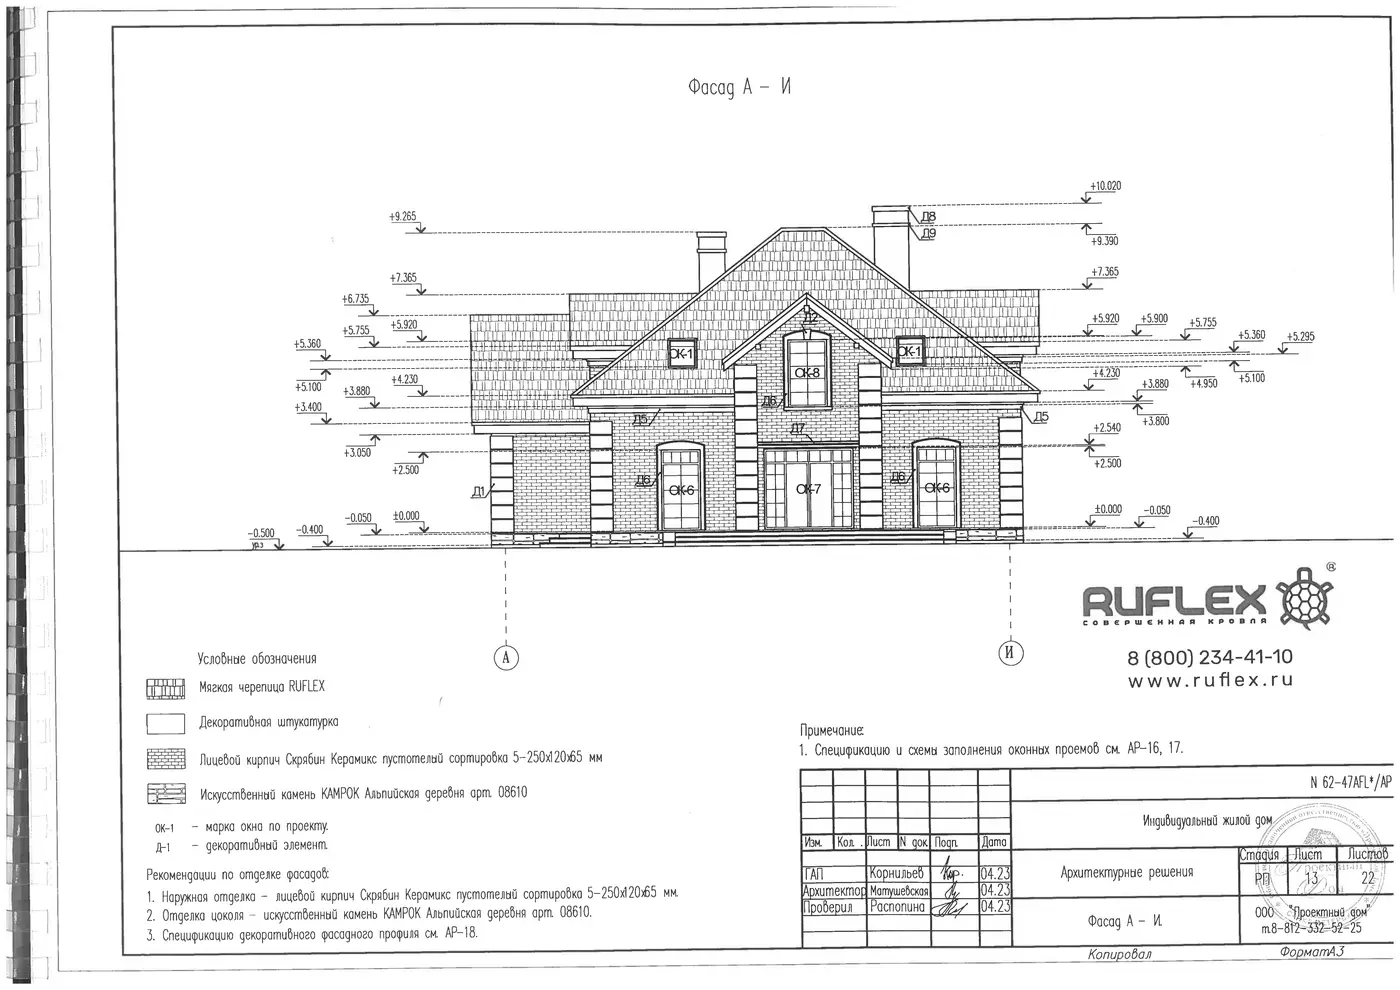 Фасад А – И
+10.020
+9.265
Д8
Д9
+9.390
+7.365
+7.365
+6.735
+5.920
+5.755
+5.360
+5.100
+4.230
+3.880
+3.400
+3.050
+2.500
+5.920
+5.900
+5.755
+5.360
+5.295
+5.100
+4.950
+4.230
+3.880
+3.800
+2.540
+2.500
Д2
ОК-1
ОК-1
ОК-8
Д6
Д5
Д5
Д7
Д6
Д6
Д1
ОК-6
ОК-7
ОК-6
-0.500
ур.з
-0.400
-0.050
±0.000
±0.000
-0.050
-0.400
А
И
RUFLEX ®
СОВЕРШЕННАЯ КРОВЛЯ
8 (800) 234-41-10
www.ruflex.ru
Условные обозначения
Мягкая черепица RUFLEX
Декоративная штукатурка
Лицевой кирпич Скрябин Керамикс пустотелый сортировка 5-250х120х65 мм
Искусственный камень КАМРОК Альпийская деревня арт. 08610
ОК-1 – марка окна по проекту.
Д-1 – декоративный элемент.
Рекомендации по отделке фасадов:
1. Наружная отделка – лицевой кирпич Скрябин Керамикс пустотелый сортировка 5-250х120х65 мм.
2. Отделка цоколя – искусственный камень КАМРОК Альпийская деревня арт. 08610.
3. Спецификацию декоративного фасадного профиля см. АР-18.
Примечание:
1. Спецификацию и схемы заполнения оконных проемов см. АР-16, 17.
N 62-47AFL*/АР
Индивидуальный жилой дом
Изм. Кол. Лист N док Подп. Дата
ГАП Корнильев 04.23
Архитектор Матушевская 04.23
Проверил Распопина 04.23
Архитектурные решения
Стадия Лист Листов
РП 13 22
Фасад А – И.
ООО "Проектный дом"
т.8-812-332-52-25
Копировал
Формат А3